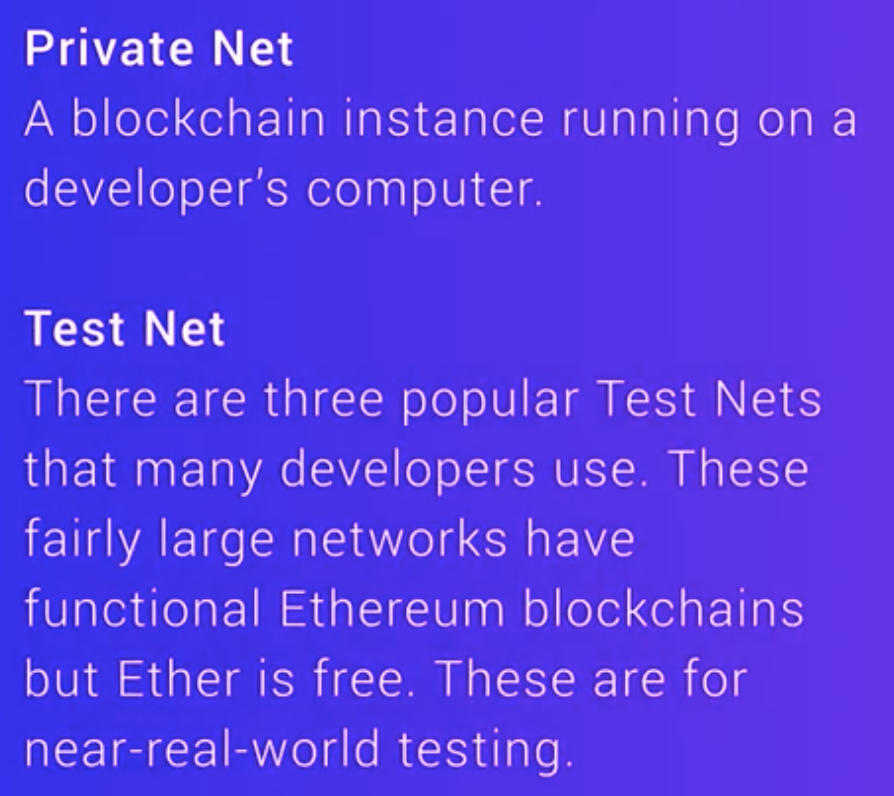 Private Net
A blockchain instance running on a
developer’s computer.
Test Net
There are three popular Test Nets
that many developers use. These
fairly large networks have
functional Ethereum blockchains
but Ether is free. These are for
near-real-world testing.